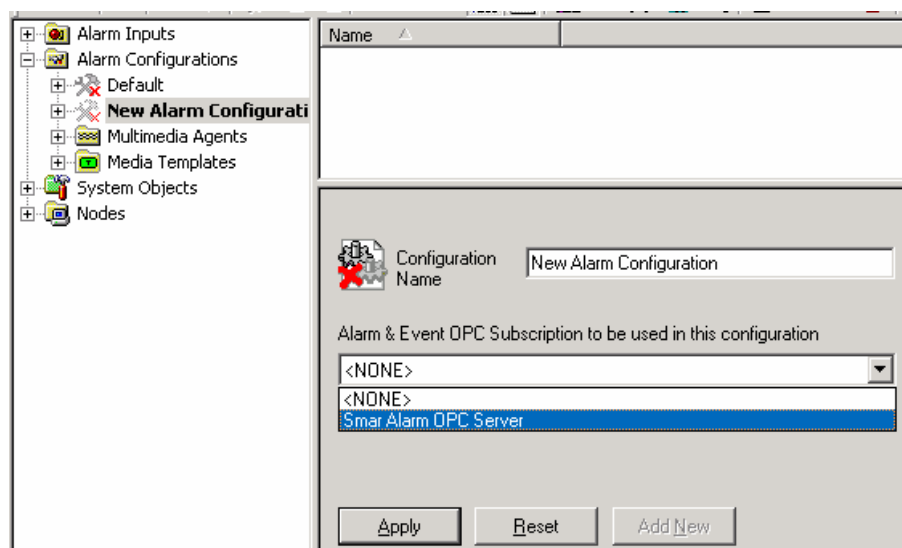 Alarm Inputs
Alarm Configurations
Default
New Alarm Configurati
Multimedia Agents
Media Templates
System Objects
Nodes
Name
Configuration
Name
New Alarm Configuration
Alarm & Event OPC Subscription to be used in this configuration
<NONE>
<NONE>
Smar Alarm OPC Server
Apply
Reset
Add New